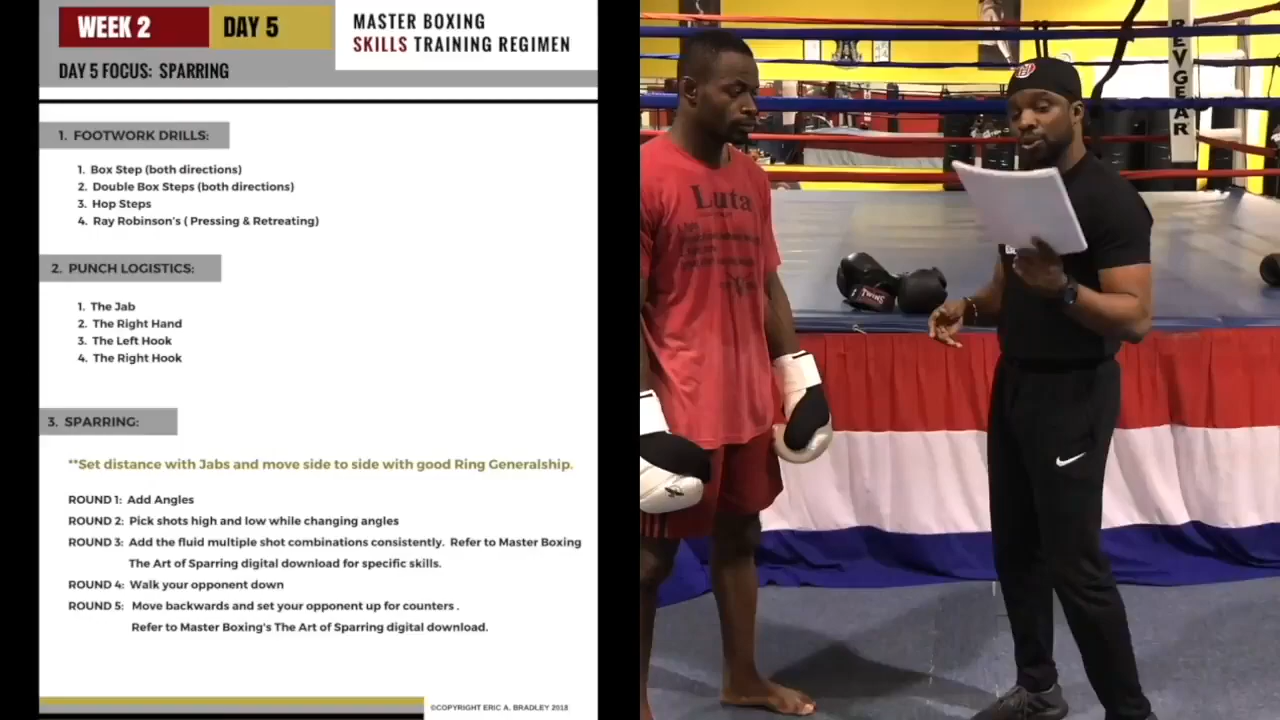 WEEK 2
DAY 5
MASTER BOXING
SKILLS TRAINING REGIMEN
DAY 5 FOCUS: SPARRING
1. FOOTWORK DRILLS:
1. Box Step (both directions)
2. Double Box Steps (both directions)
3. Hop Steps
4. Ray Robinson's ( Pressing & Retreating)
2. PUNCH LOGISTICS:
1. The Jab
2. The Right Hand
3. The Left Hook
4. The Right Hook
3. SPARRING:
**Set distance with Jabs and move side to side with good Ring Generalship.
ROUND 1: Add Angles
ROUND 2: Pick shots high and low while changing angles
ROUND 3: Add the fluid multiple shot combinations consistently. Refer to Master Boxing
The Art of Sparring digital download for specific skills.
ROUND 4: Walk your opponent down
ROUND 5: Move backwards and set your opponent up for counters .
Refer to Master Boxing's The Art of Sparring digital download.
©COPYRIGHT ERIC A. BRADLEY 2018
REVGEAR
Luta
TWINS